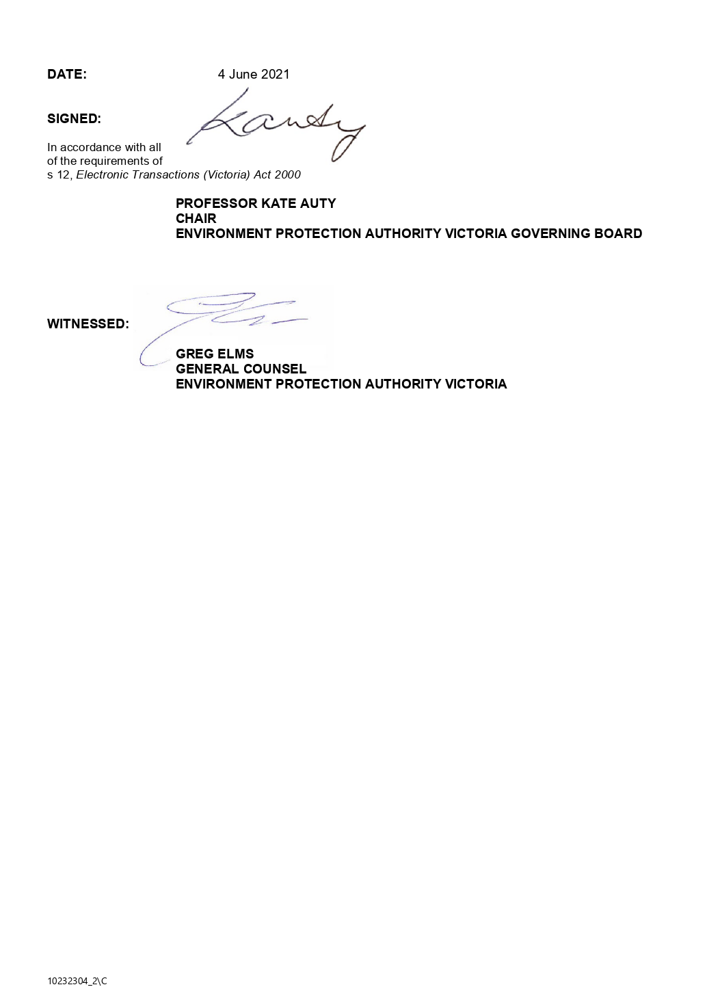 DATE: 4 June 2021
SIGNED: Kauty
In accordance with all
of the requirements of
s 12, Electronic Transactions (Victoria) Act 2000
PROFESSOR KATE AUTY
CHAIR
ENVIRONMENT PROTECTION AUTHORITY VICTORIA GOVERNING BOARD
WITNESSED:
GREG ELMS
GENERAL COUNSEL
ENVIRONMENT PROTECTION AUTHORITY VICTORIA
10232304_2\C